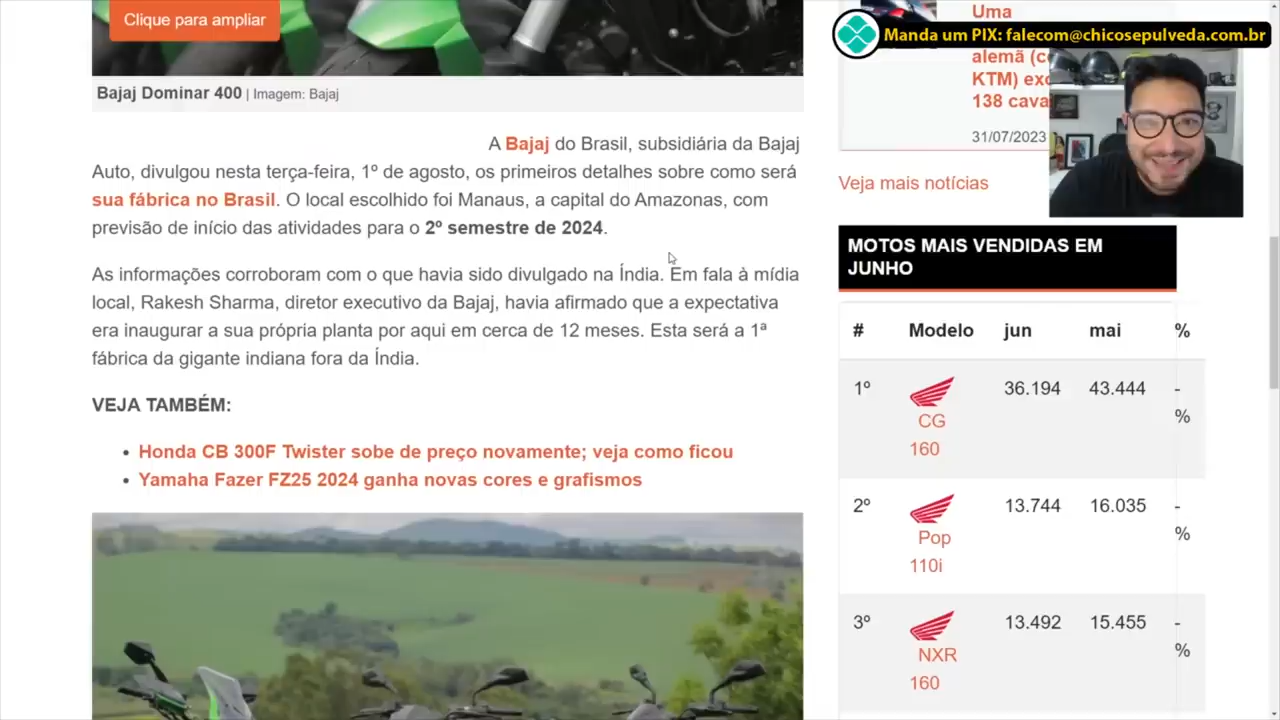 Clique para ampliar
Bajaj Dominar 400 | Imagem: Bajaj
A Bajaj do Brasil, subsidiária da Bajaj
Auto, divulgou nesta terça-feira, 1º de agosto, os primeiros detalhes sobre como será
sua fábrica no Brasil. O local escolhido foi Manaus, a capital do Amazonas, com
previsão de início das atividades para o 2º semestre de 2024.
As informações corroboram com o que havia sido divulgado na Índia. Em fala à mídia
local, Rakesh Sharma, diretor executivo da Bajaj, havia afirmado que a expectativa
era inaugurar a sua própria planta por aqui em cerca de 12 meses. Esta será a 1ª
fábrica da gigante indiana fora da Índia.
VEJA TAMBÉM:
• Honda CB 300F Twister sobe de preço novamente; veja como ficou
• Yamaha Fazer FZ25 2024 ganha novas cores e grafismos
Uma
Manda um PIX: falecom@chicosepulveda.com.br
alemã (c
KTM) exc
138 cava
31/07/2023
Veja mais notícias
MOTOS MAIS VENDIDAS EM
JUNHO
# Modelo jun mai %
1º CG 160 36.194 43.444 - %
2º Pop 110i 13.744 16.035 - %
3º NXR 160 13.492 15.455 - %